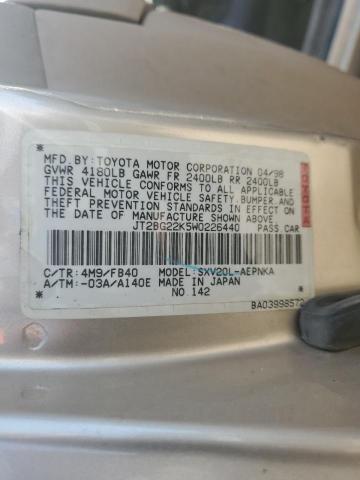 MFD.BY:TOYOTA MOTOR CORPORATION 04/98
GVWR 4180LB GAWR FR 2400LB RR 2400LB
THIS VEHICLE CONFORMS TO ALL APPLICABLE
FEDERAL MOTOR VEHICLE SAFETY,BUMPER,AND
THEFT PREVENTION STANDARDS IN EFFECT ON
THE DATE OF MANUFACTURE SHOWN ABOVE.
JT2BG22K5W0226440 PASS.CAR
C/TR:4M9/FB40 MODEL:SXV20L-AEPNKA
A/TM:-03A/A140E MADE IN JAPAN
NO 142
BA03998572
TOYOTA